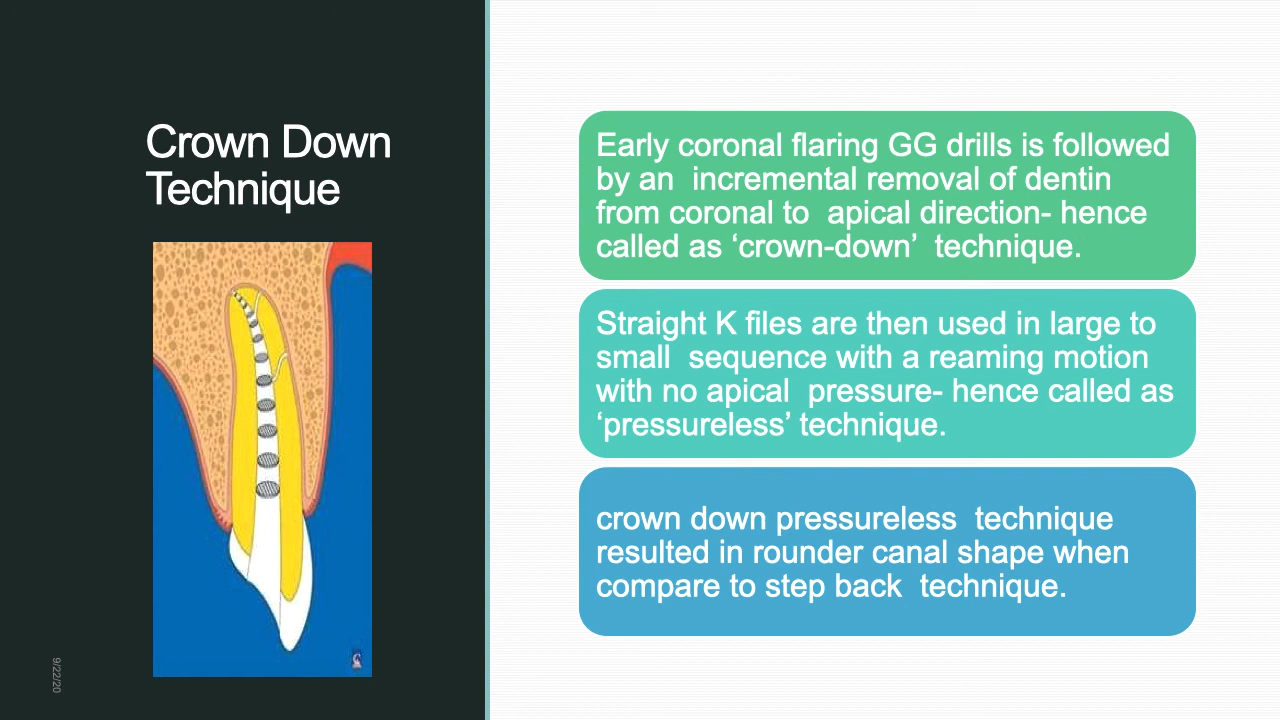 Crown Down
Technique
Early coronal flaring GG drills is followed
by an  incremental removal of dentin
from coronal to  apical direction- hence
called as ‘crown-down’  technique.
Straight K files are then used in large to
small  sequence with a reaming motion
with no apical  pressure- hence called as
‘pressureless’ technique.
crown down pressureless  technique
resulted in rounder canal shape when
compare to step back  technique.
9/22/20